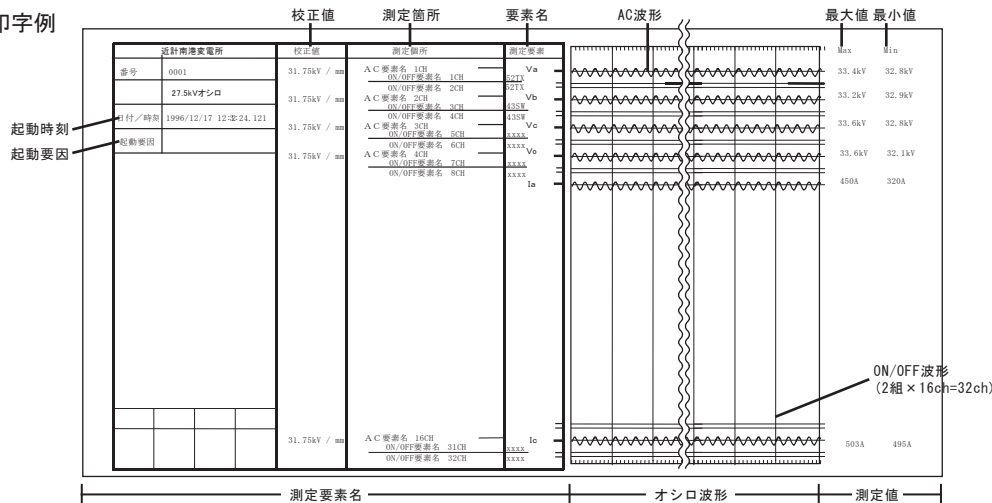 印字例
校正値 測定箇所 要素名 AC波形 最大値 最小値
近計南港変電所 校正値 測定個所 測定要素 Max Min
番号 0001
27.5kVオシロ
日付／時刻 1996/12/17 12:32:24.121
起動要因
起動時刻
起動要因
31.75kV / mm AC要素名 1CH Va 33.4kV 32.8kV
ON/OFF要素名 1CH 52TX
ON/OFF要素名 2CH 52TX
31.75kV / mm AC要素名 2CH Vb 33.2kV 32.9kV
ON/OFF要素名 3CH 43SW
ON/OFF要素名 4CH 43SW
31.75kV / mm AC要素名 3CH Vc 33.6kV 32.8kV
ON/OFF要素名 5CH xxxx
ON/OFF要素名 6CH xxxx
31.75kV / mm AC要素名 4CH Vo 33.6kV 32.1kV
ON/OFF要素名 7CH xxxx
ON/OFF要素名 8CH xxxx
Ia 450A 320A
ON/OFF波形
(2組×16ch=32ch)
31.75kV / mm AC要素名 16CH Ic 503A 495A
ON/OFF要素名 31CH xxxx
ON/OFF要素名 32CH xxxx
測定要素名 オシロ波形 測定値